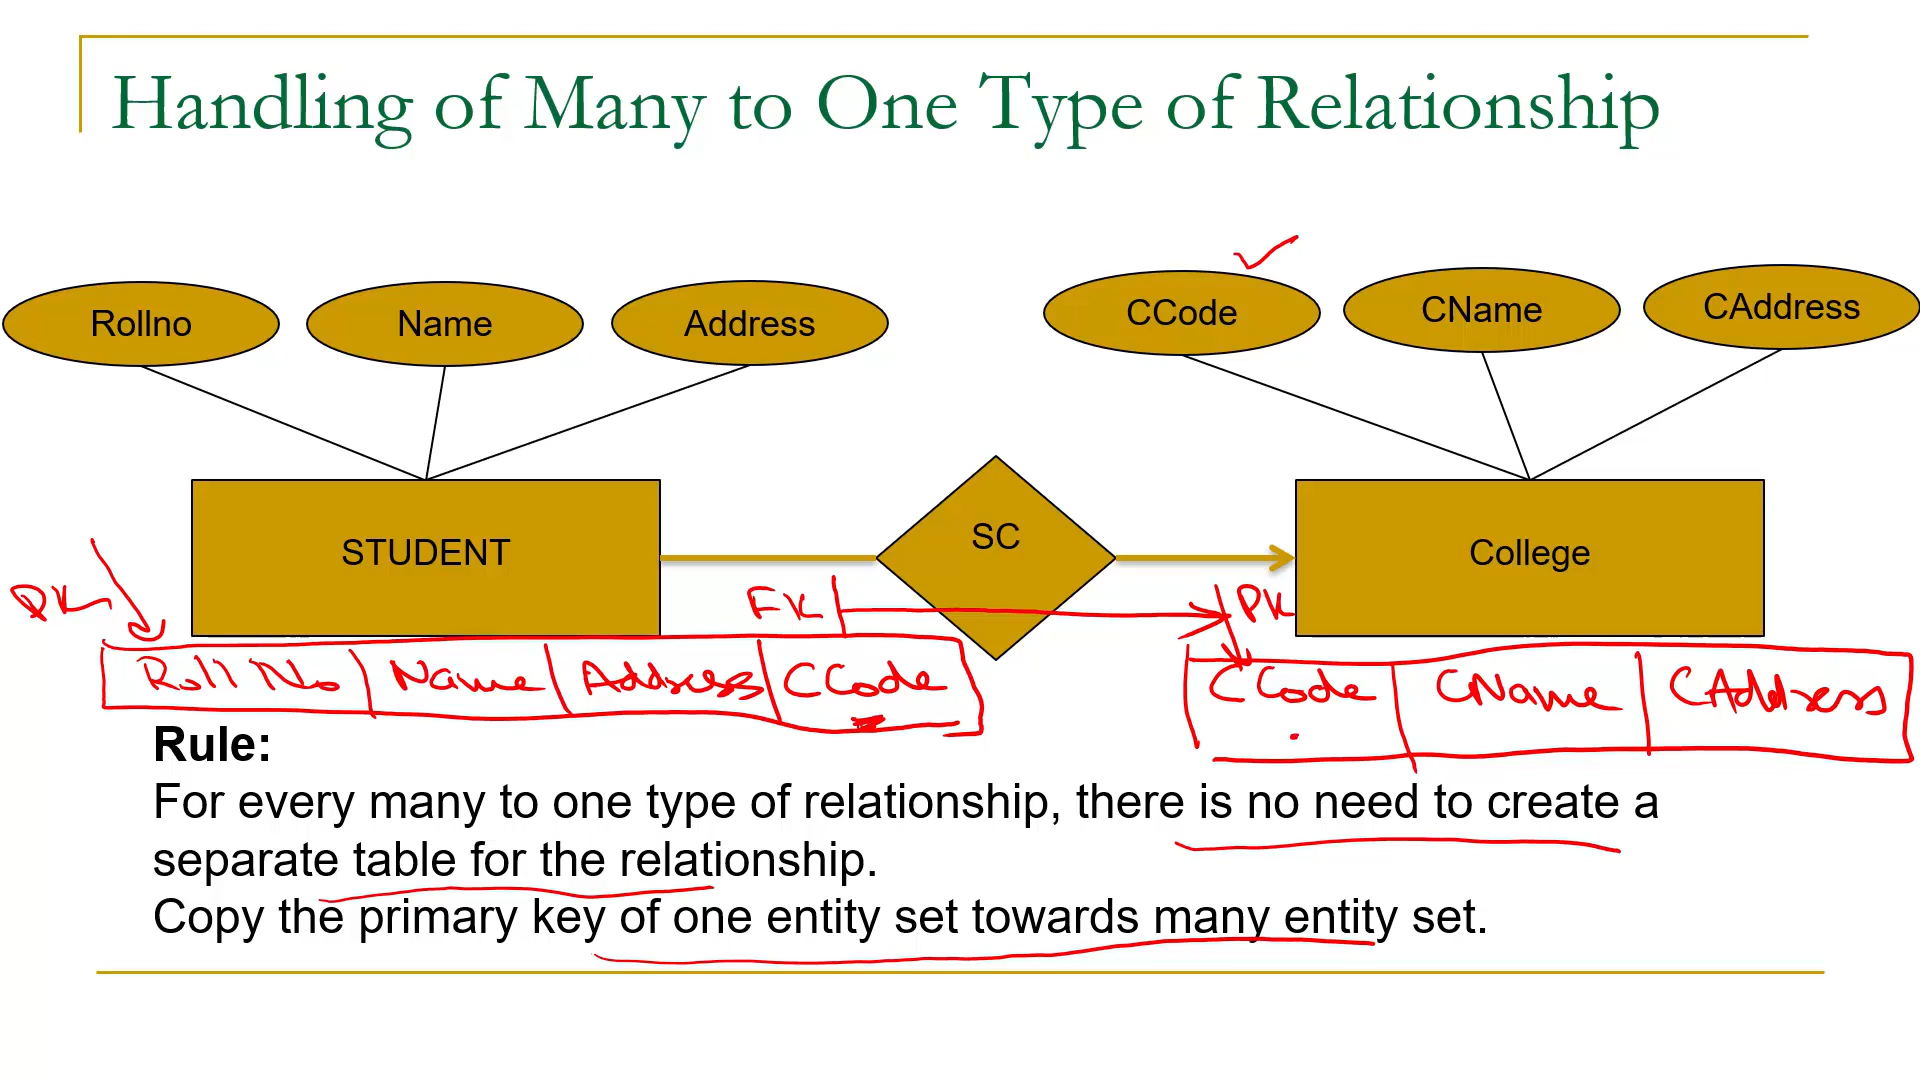 Handling of Many to One Type of Relationship
Rollno Name Address CCode CName CAddress
STUDENT SC College
PK FK PK
Roll No Name Address CCode CCode CName CAddress
Rule:
For every many to one type of relationship, there is no need to create a
separate table for the relationship.
Copy the primary key of one entity set towards many entity set.